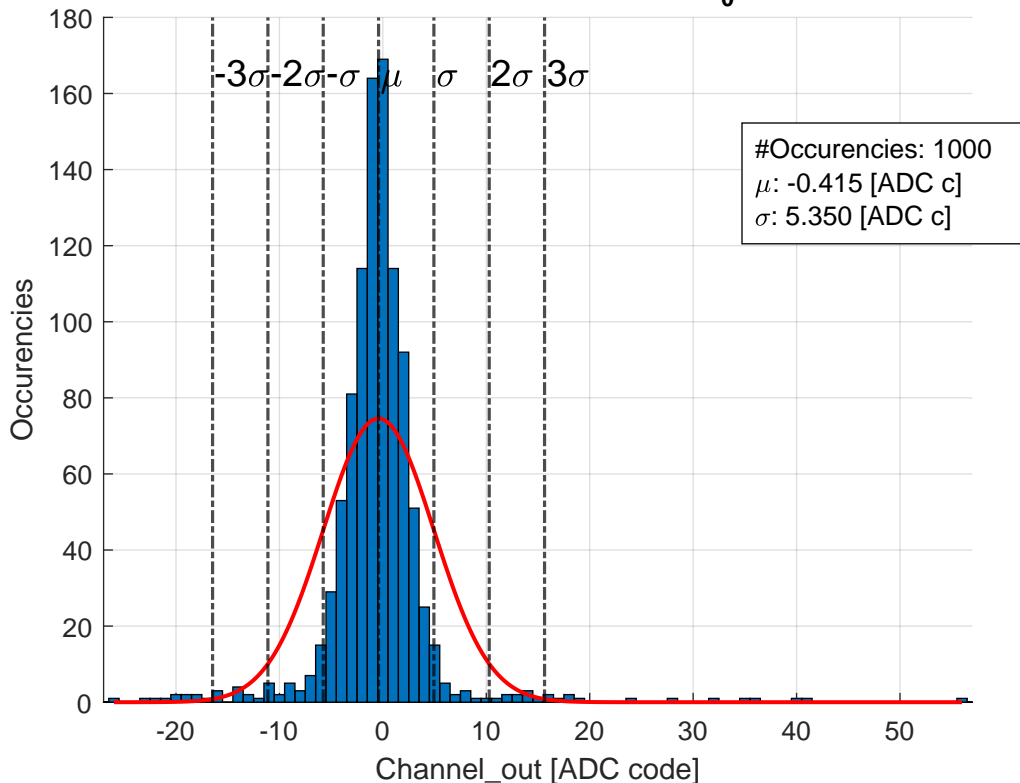 0
180
160
140
120
100
80
60
40
20
0
-3σ -2σ -σ μ σ 2σ 3σ
#Occurencies: 1000
μ: -0.415 [ADC c]
σ: 5.350 [ADC c]
Occurencies
-20 -10 0 10 20 30 40 50
Channel_out [ADC code]